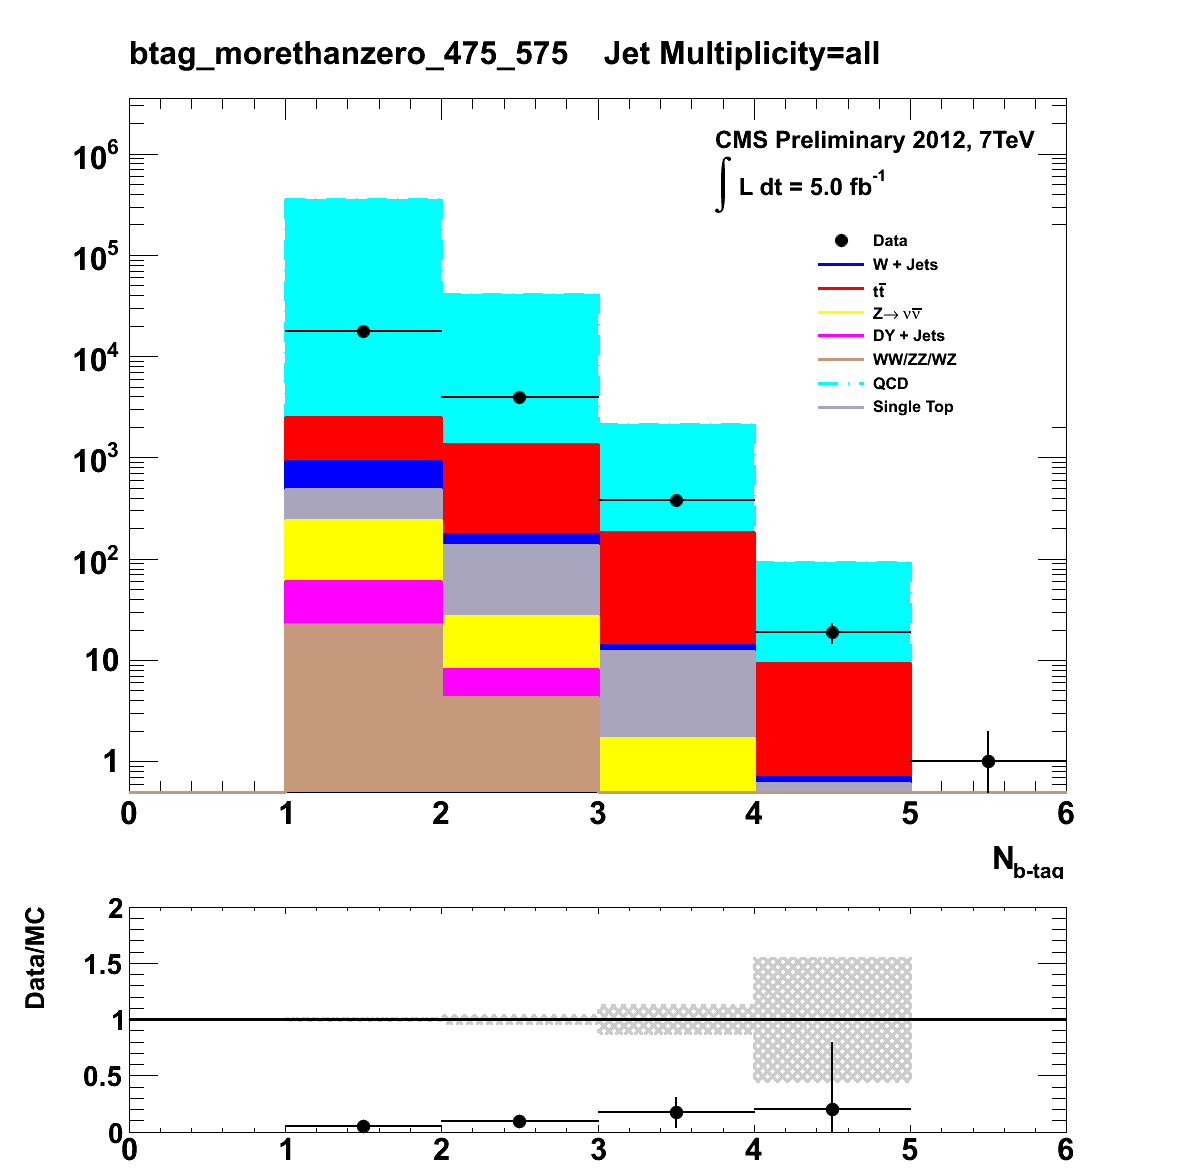 btag_morethanzero_475_575 Jet Multiplicity=all
CMS Preliminary 2012, 7TeV
∫ L dt = 5.0 fb⁻¹
Data
W + Jets
tt̅
Z→ νν̅
DY + Jets
WW/ZZ/WZ
QCD
Single Top
10⁶
10⁵
10⁴
10³
10²
10
1
0 1 2 3 4 5 6
N_b-tag
Data/MC
2
1.5
1
0.5
0
0 1 2 3 4 5 6